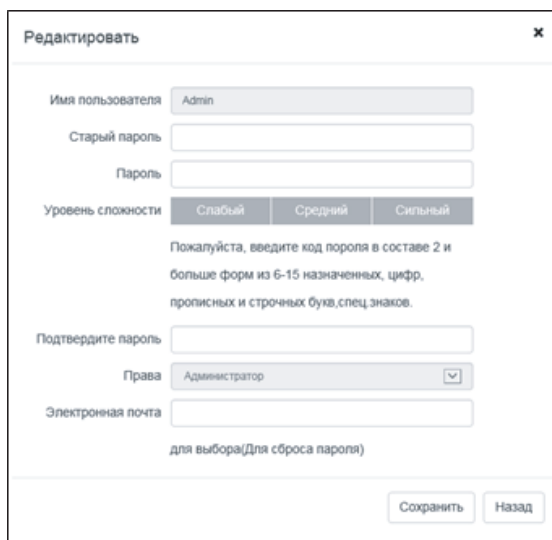 Редактировать
Имя пользователя Admin
Старый пароль
Пароль
Уровень сложности Слабый Средний Сильный
Пожалуйста, введите код пороля в составе 2 и
больше форм из 6-15 назначенных, цифр,
прописных и строчных букв,спец.знаков.
Подтвердите пароль
Права Администратор
Электронная почта
для выбора(Для сброса пароля)
Сохранить Назад